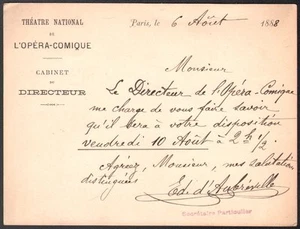 THÉATRE NATIONAL
DE
L'OPÉRA-COMIQUE
CABINET
DU
DIRECTEUR
Paris, le 6 Août 1888
Monsieur
Le Directeur de l'Opéra-Comique
me charge de vous faire savoir
qu'il sera à votre disposition
vendredi 10 Août à 2h 1/2.
Agréez, Monsieur, mes salutations
distinguées
Ed. d'Aubréville
Secrétaire Particulier